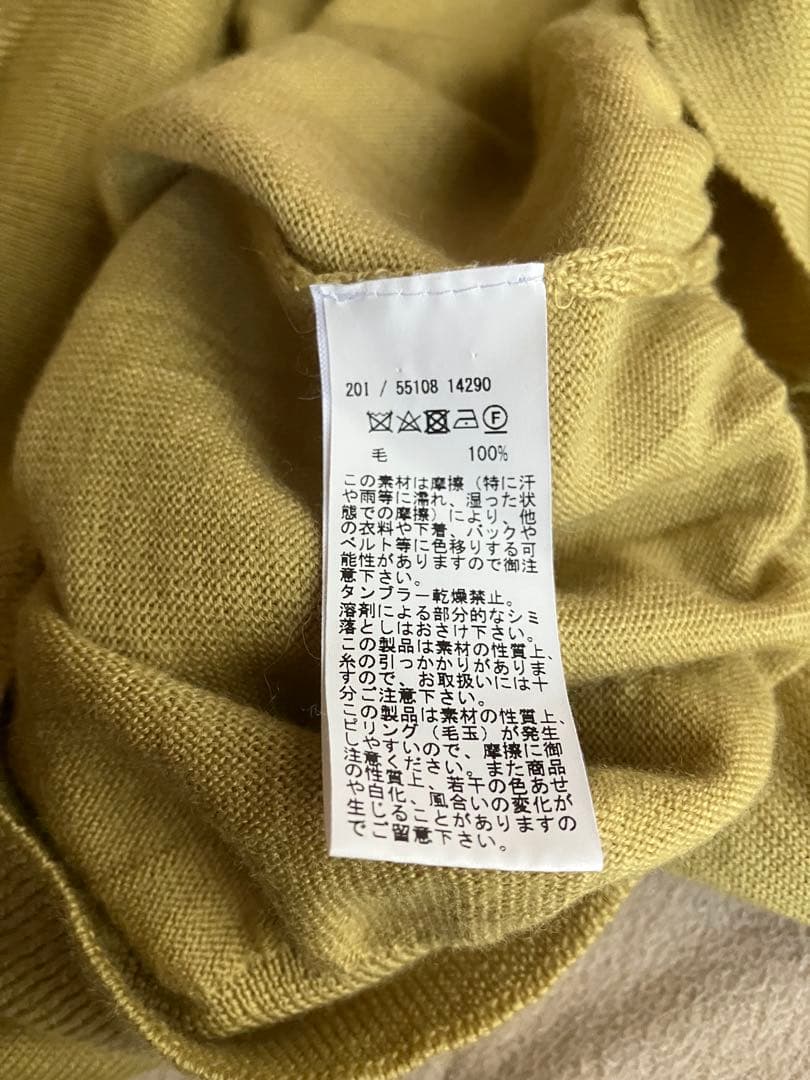 201 / 55108 14290
F
毛 100%
この素材は摩擦（特に汗
や雨等に濡れ、湿った状
態での摩擦）により、他
の衣料や下着、バックや
ベルト等に色移りする可
能性がありますので御注
意下さい。
タンブラー乾燥禁止。
溶剤による部分的なシミ
落としはおさけ下さい。
この製品は素材の性質上、
糸の引っかかりがありま
すので、お取扱いには十
分ご注意下さい。
この製品は素材の性質上、
ピリング（毛玉）が発生
しやすいので、摩擦に御
注意ください。また商品
の性質上、若干の色あせ
や白化、風合いの変化が
生じることがありますの
でご留意下さい。